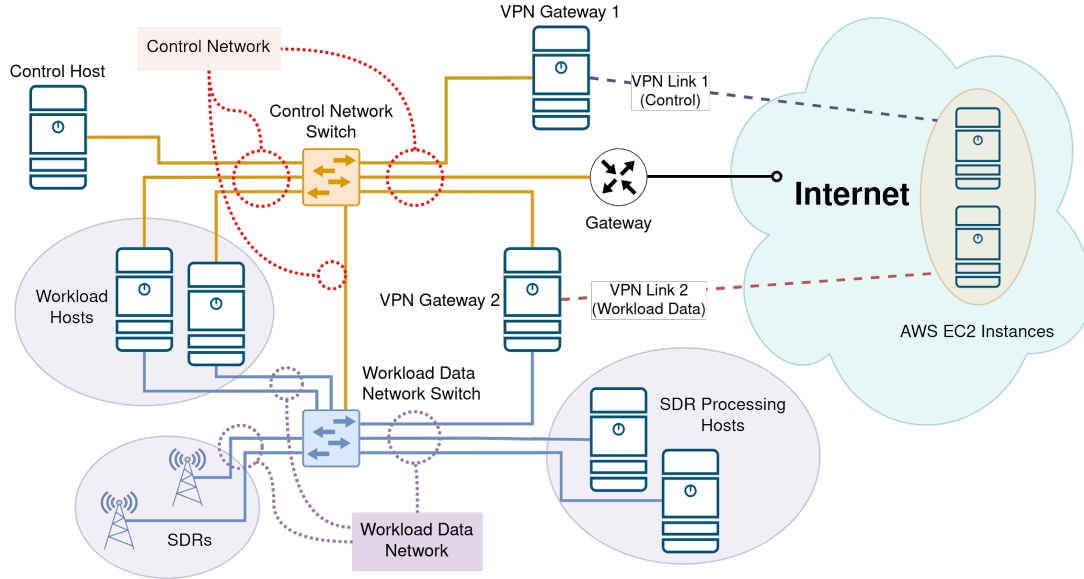 VPN Gateway 1
Control Network
Control Host
VPN Link 1
(Control)
Control Network
Switch
Internet
Gateway
Workload
Hosts
VPN Gateway 2
VPN Link 2
(Workload Data)
AWS EC2 Instances
Workload Data
Network Switch
SDR Processing
Hosts
SDRs
Workload Data
Network